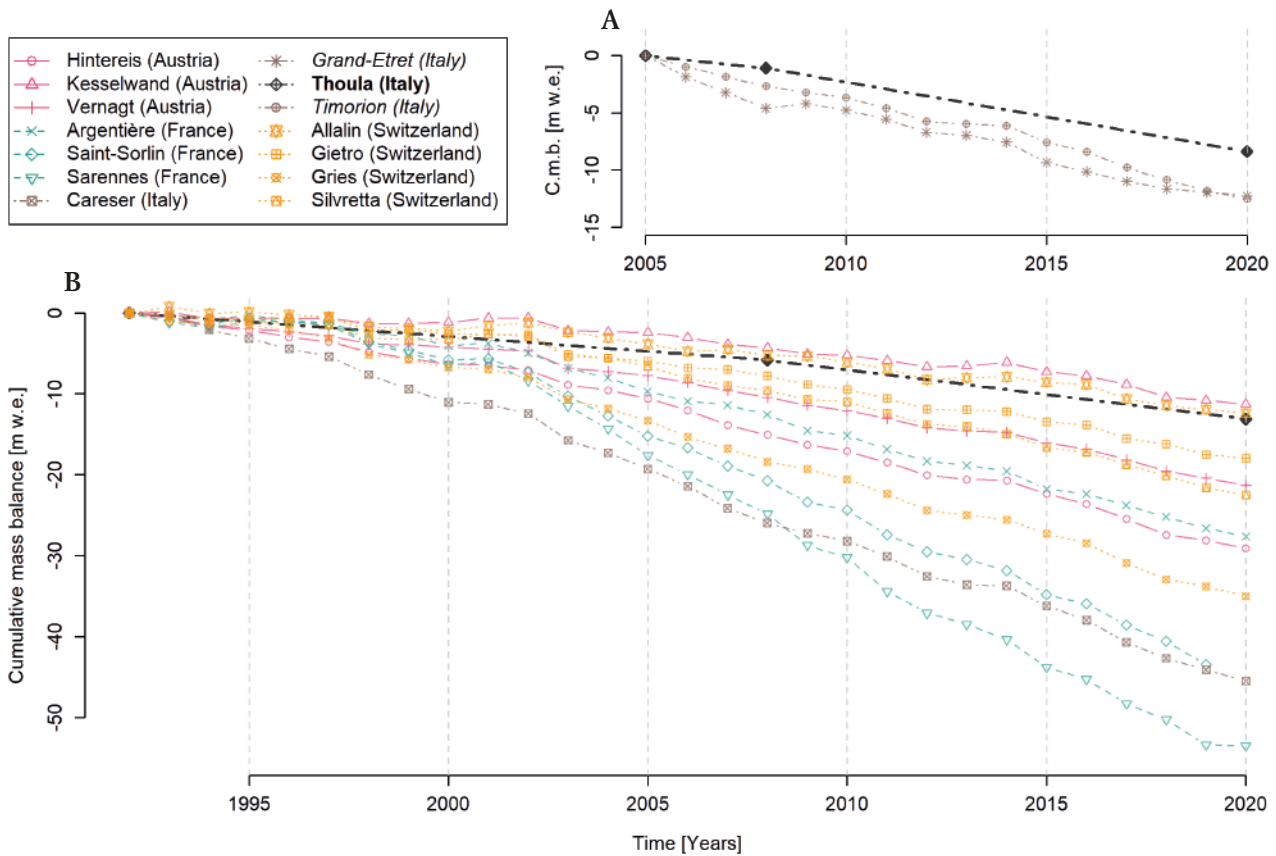 A
Hintereis (Austria)
Kesselwand (Austria)
Vernagt (Austria)
Argentière (France)
Saint-Sorlin (France)
Sarennes (France)
Careser (Italy)
Grand-Etret (Italy)
Thoula (Italy)
Timorion (Italy)
Allalin (Switzerland)
Gietro (Switzerland)
Gries (Switzerland)
Silvretta (Switzerland)
C.m.b. [m w.e.]
0
-5
-10
-15
2005 2010 2015 2020
B
Cumulative mass balance [m w.e.]
0
-10
-20
-30
-40
-50
1995 2000 2005 2010 2015 2020
Time [Years]